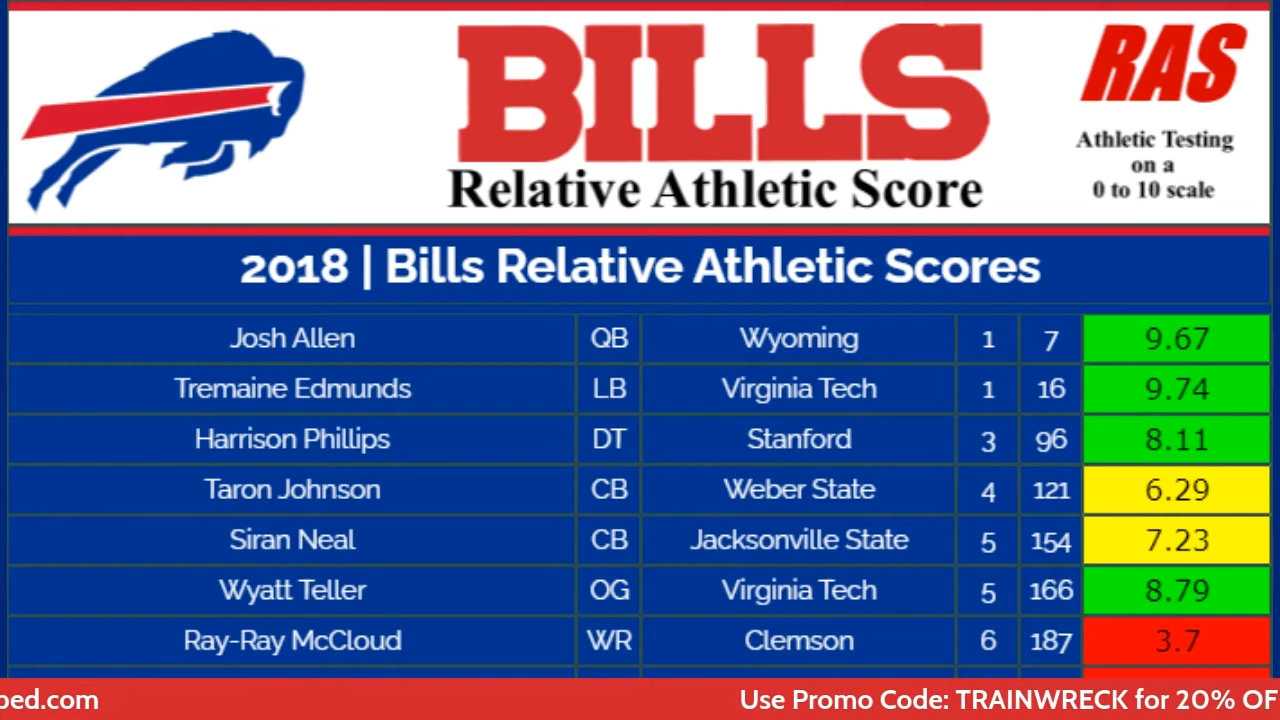 BILLS
Relative Athletic Score
RAS
Athletic Testing
on a
0 to 10 scale
2018 | Bills Relative Athletic Scores
Josh Allen QB Wyoming 1 7 9.67
Tremaine Edmunds LB Virginia Tech 1 16 9.74
Harrison Phillips DT Stanford 3 96 8.11
Taron Johnson CB Weber State 4 121 6.29
Siran Neal CB Jacksonville State 5 154 7.23
Wyatt Teller OG Virginia Tech 5 166 8.79
Ray-Ray McCloud WR Clemson 6 187 3.7
ped.com Use Promo Code: TRAINWRECK for 20% OF